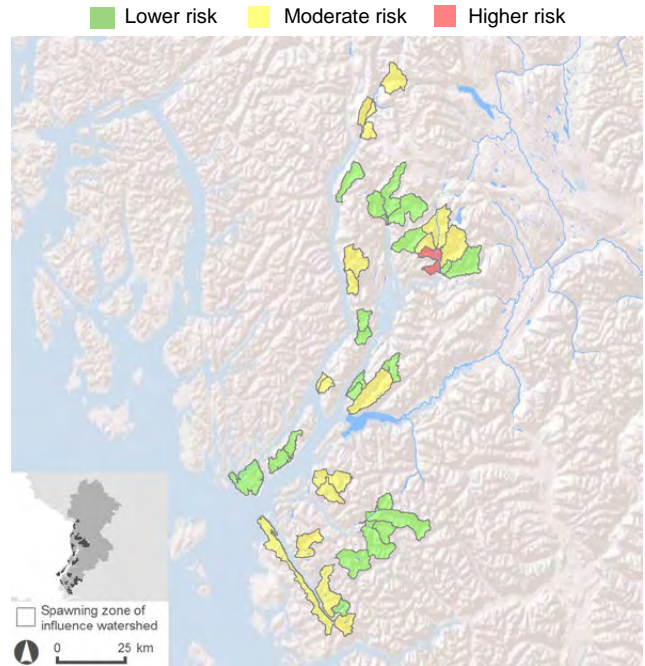 Lower risk Moderate risk Higher risk
Spawning zone of
influence watershed
0 25 km